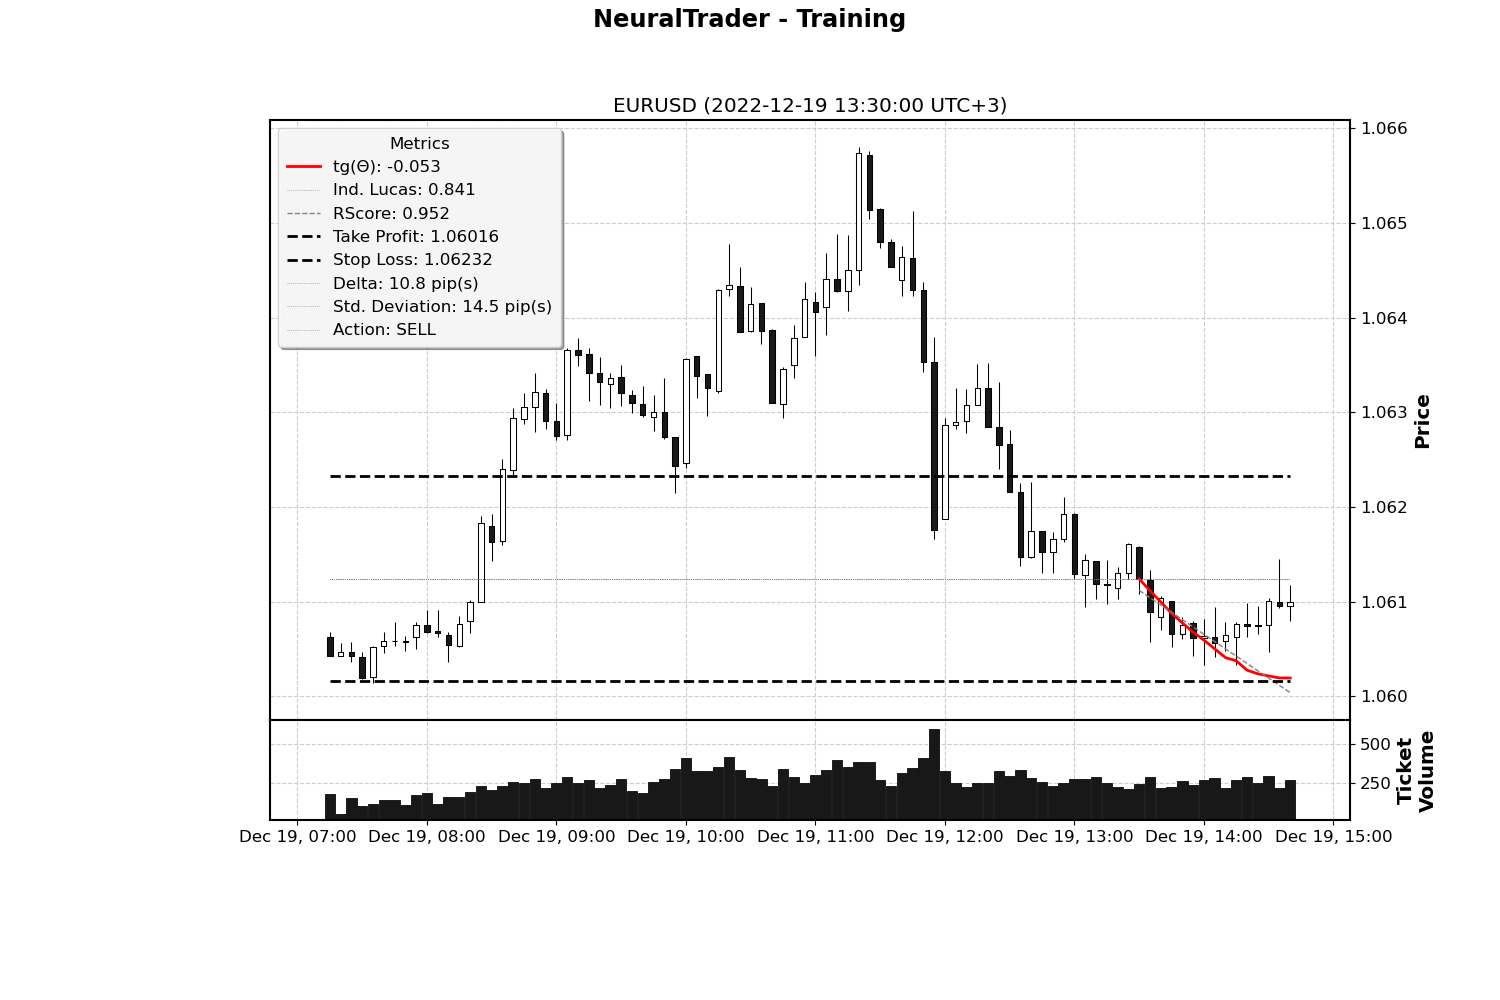 NeuralTrader - Training
EURUSD (2022-12-19 13:30:00 UTC+3)
Metrics
tg(Θ): -0.053
Ind. Lucas: 0.841
RScore: 0.952
Take Profit: 1.06016
Stop Loss: 1.06232
Delta: 10.8 pip(s)
Std. Deviation: 14.5 pip(s)
Action: SELL
1.066
1.065
1.064
1.063
1.062
1.061
1.060
Price
500
250
Ticket
Volume
Dec 19, 07:00 Dec 19, 08:00 Dec 19, 09:00 Dec 19, 10:00 Dec 19, 11:00 Dec 19, 12:00 Dec 19, 13:00 Dec 19, 14:00 Dec 19, 15:00